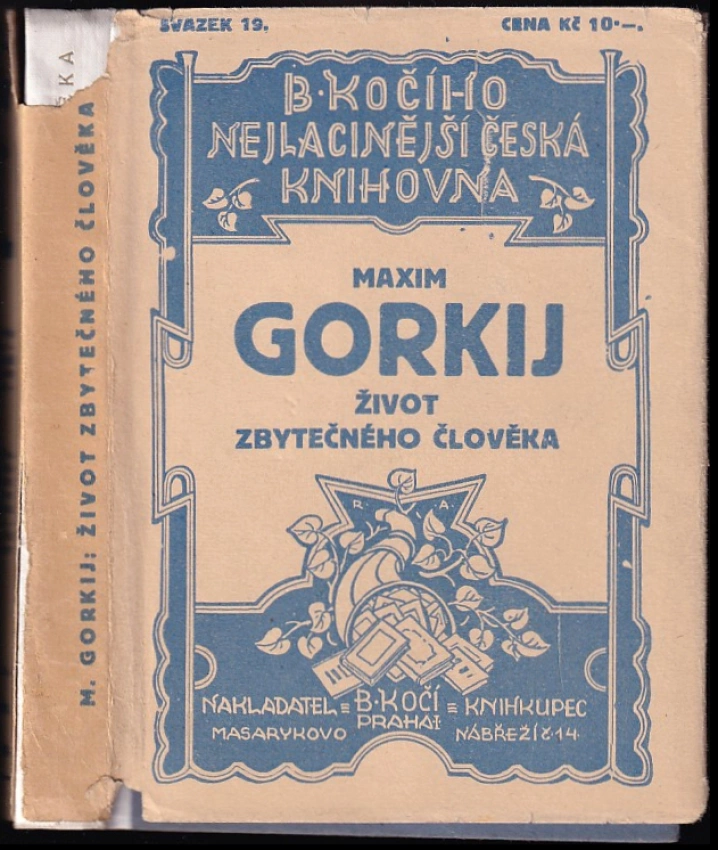 SVAZEK 19.
CENA Kč 10·—.
B·KOČÍHO
NEJLACINĚJŠÍ ČESKÁ
KNIHOVNA
MAXIM
GORKIJ
ŽIVOT
ZBYTEČNÉHO ČLOVĚKA
R. A.
NAKLADATEL = B·KOČÍ = KNIHKUPEC
PRAHA I
MASARYKOVO NÁBŘEŽÍ č·14·
M. GORKIJ: ŽIVOT ZBYTEČNÉHO ČLOVĚKA